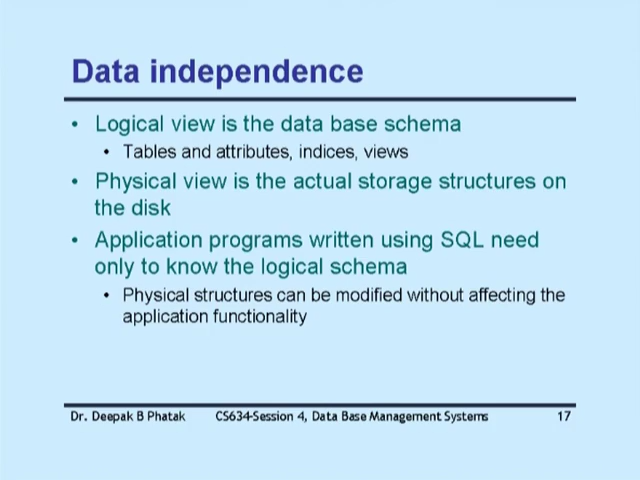 Data independence
• Logical view is the data base schema
• Tables and attributes, indices, views
• Physical view is the actual storage structures on
the disk
• Application programs written using SQL need
only to know the logical schema
• Physical structures can be modified without affecting the
application functionality
Dr. Deepak B Phatak CS634-Session 4, Data Base Management Systems 17